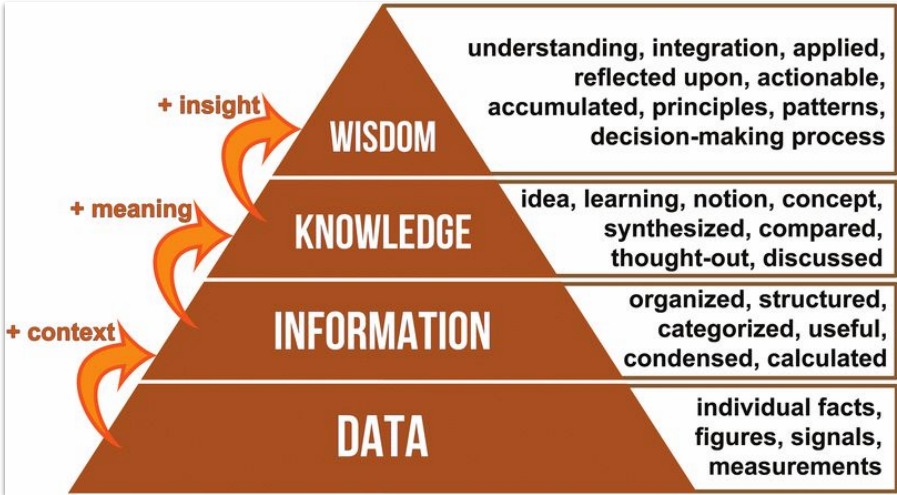 + insight
WISDOM
understanding, integration, applied,
reflected upon, actionable,
accumulated, principles, patterns,
decision-making process
+ meaning
KNOWLEDGE
idea, learning, notion, concept,
synthesized, compared,
thought-out, discussed
+ context
INFORMATION
organized, structured,
categorized, useful,
condensed, calculated
DATA
individual facts,
figures, signals,
measurements